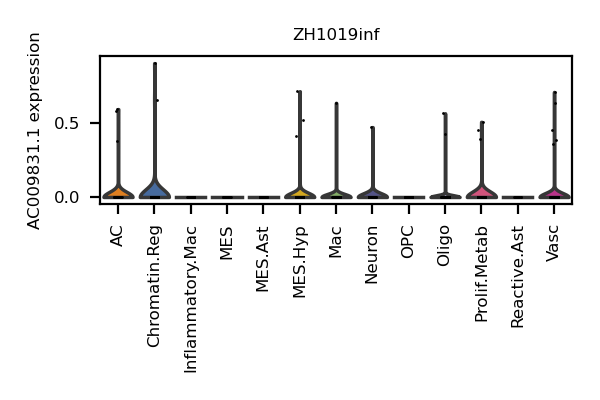 ZH1019inf
AC009831.1 expression
0.5
0.0
AC
Chromatin.Reg
Inflammatory.Mac
MES
MES.Ast
MES.Hyp
Mac
Neuron
OPC
Oligo
Prolif.Metab
Reactive.Ast
Vasc